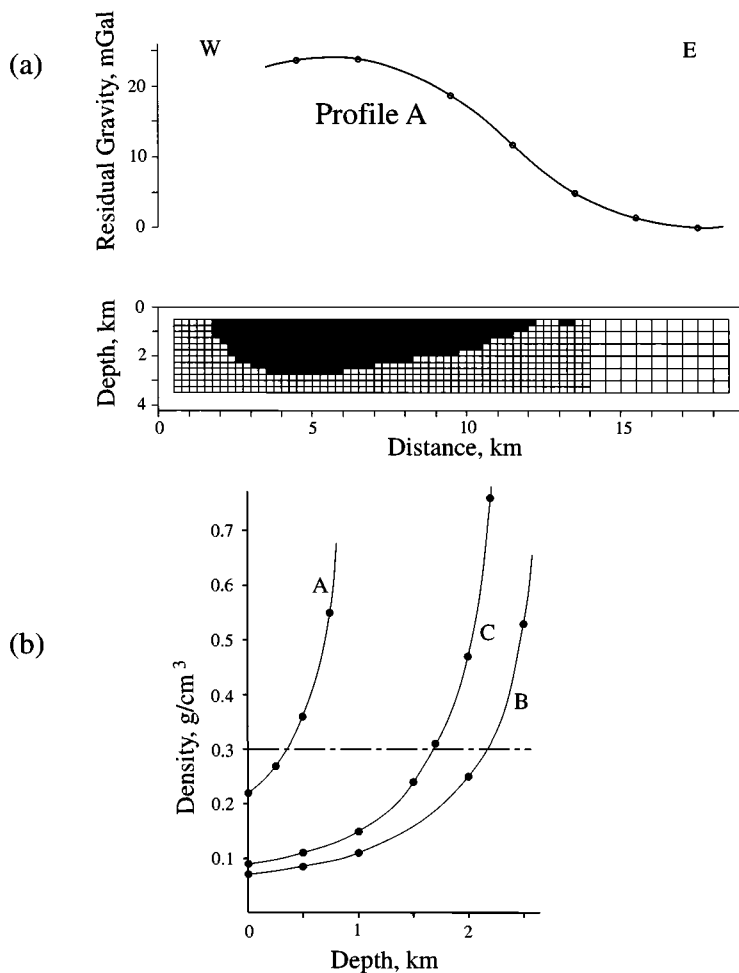 (a)
W
E
Residual Gravity, mGal
20
10
0
Profile A
Depth, km
0
2
4
0
5
10
15
Distance, km
(b)
Density, g/cm³
0.7
0.6
0.5
0.4
0.3
0.2
0.1
A
C
B
0
1
2
Depth, km